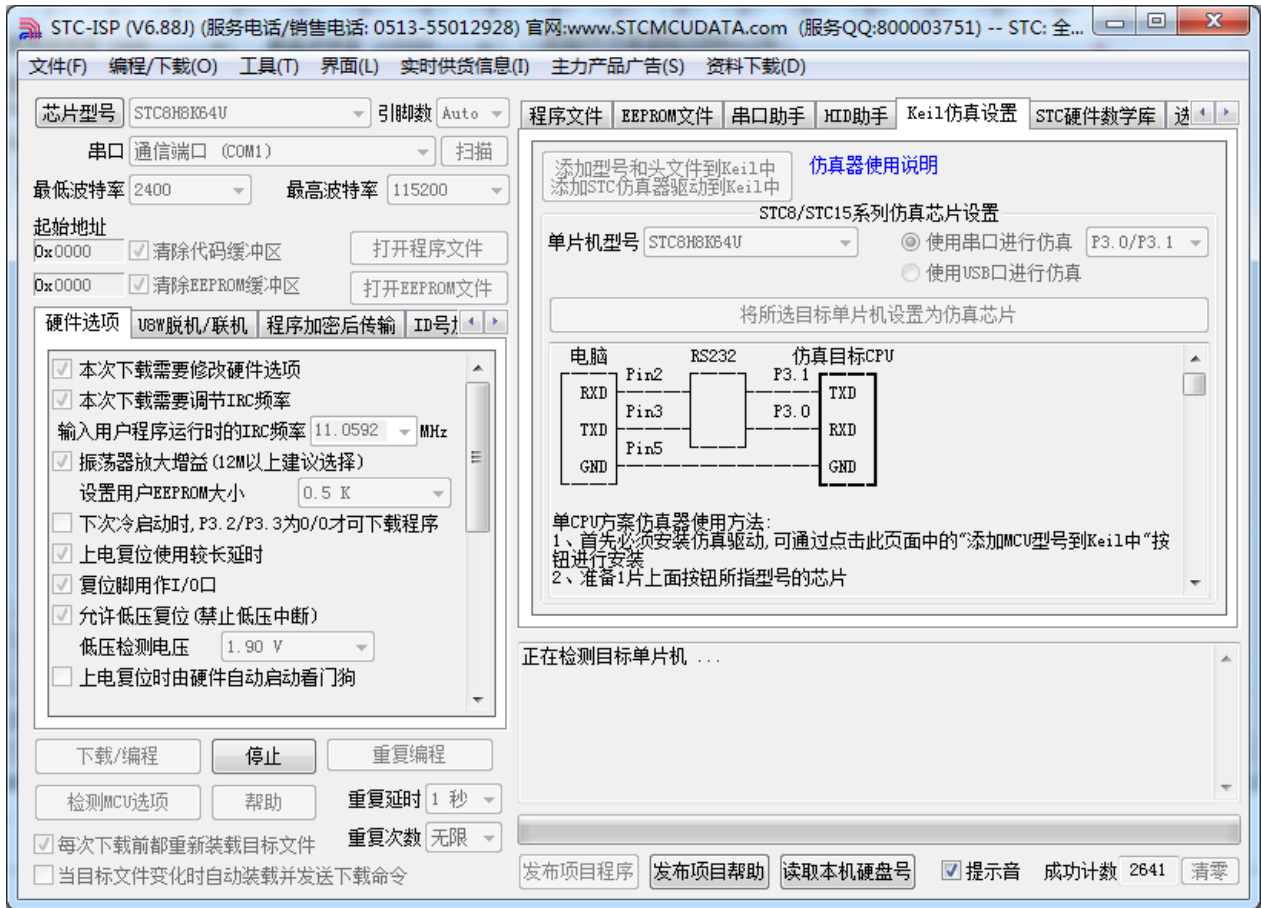 STC-ISP (V6.88J) (服务电话/销售电话: 0513-55012928) 官网:www.STCMCUDATA.com (服务QQ:800003751) -- STC: 全...
文件(F) 编程/下载(O) 工具(T) 界面(L) 实时供货信息(I) 主力产品广告(S) 资料下载(D)
芯片型号 STC8H8K64U 引脚数 Auto
串口 通信端口 (COM1) 扫描
最低波特率 2400 最高波特率 115200
起始地址
0x0000 清除代码缓冲区 打开程序文件
0x0000 清除EEPROM缓冲区 打开EEPROM文件
硬件选项 U8W脱机/联机 程序加密后传输 ID号
本次下载需要修改硬件选项
本次下载需要调节IRC频率
输入用户程序运行时的IRC频率 11.0592 MHz
振荡器放大增益(12M以上建议选择)
设置用户EEPROM大小 0.5 K
下次冷启动时,P3.2/P3.3为0/0才可下载程序
上电复位使用较长延时
复位脚用作I/O口
允许低压复位(禁止低压中断)
低压检测电压 1.90 V
上电复位时由硬件自动启动看门狗
下载/编程 停止 重复编程
检测MCU选项 帮助 重复延时 1 秒
每次下载前都重新装载目标文件 重复次数 无限
当目标文件变化时自动装载并发送下载命令
程序文件 EEPROM文件 串口助手 HID助手 Keil仿真设置 STC硬件数学库 选
添加型号和头文件到Keil中
添加STC仿真器驱动到Keil中
仿真器使用说明
STC8/STC15系列仿真芯片设置
单片机型号 STC8H8K64U 使用串口进行仿真 P3.0/P3.1
使用USB口进行仿真
将所选目标单片机设置为仿真芯片
电脑 RS232 仿真目标CPU
Pin2 P3.1
RXD TXD
Pin3 P3.0
TXD RXD
Pin5
GND GND
单CPU方案仿真器使用方法:
1、首先必须安装仿真驱动,可通过点击此页面中的"添加MCU型号到Keil中"按
钮进行安装
2、准备1片上面按钮所指型号的芯片
正在检测目标单片机 ...
发布项目程序 发布项目帮助 读取本机硬盘号 提示音 成功计数 2641 清零